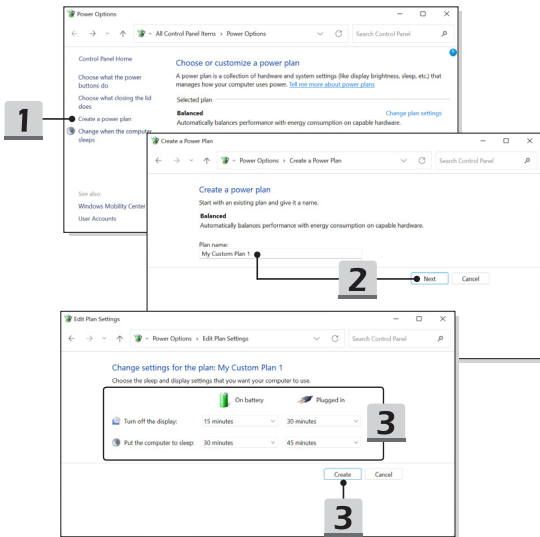 Power Options
All Control Panel Items > Power Options
Search Control Panel
Control Panel Home
Choose what the power
buttons do
Choose what closing the lid
does
Create a power plan
Change when the computer
sleeps
See also
Windows Mobility Center
User Accounts
Choose or customize a power plan
A power plan is a collection of hardware and system settings (like display brightness, sleep, etc.) that
manages how your computer uses power. Tell me more about power plans
Selected plan
Balanced
Change plan settings
Automatically balances performance with energy consumption on capable hardware.
1
Create a Power Plan
Power Options > Create a Power Plan
Search Control Panel
Create a power plan
Start with an existing plan and give it a name.
Balanced
Automatically balances performance with energy consumption on capable hardware.
Plan name:
My Custom Plan 1
2
Next
Cancel
Edit Plan Settings
Power Options > Edit Plan Settings
Search Control Panel
Change settings for the plan: My Custom Plan 1
Choose the sleep and display settings that you want your computer to use.
On battery
Plugged in
Turn off the display: 15 minutes 30 minutes
Put the computer to sleep: 30 minutes 45 minutes
3
Create
Cancel
3